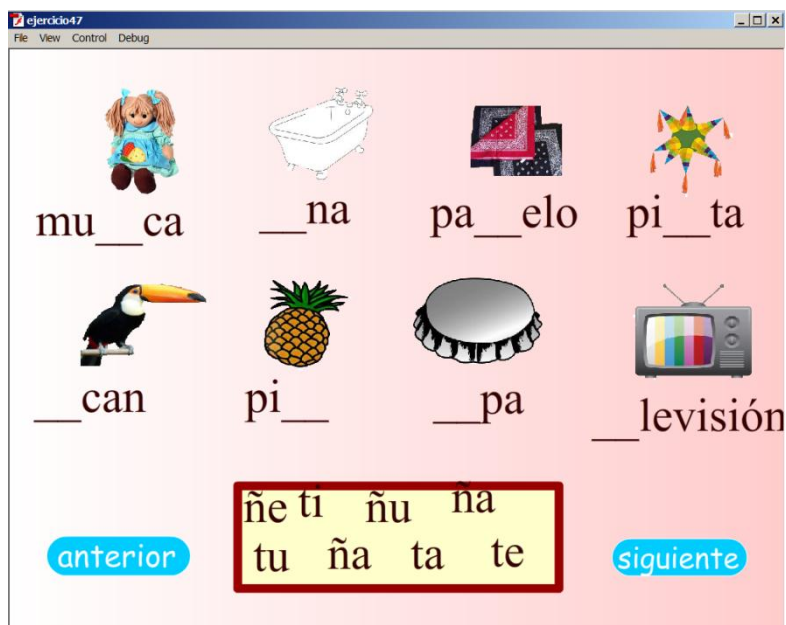 ejercicio47
File View Control Debug
mu__ca __na pa__elo pi__ta
__can pi__ __pa __levisión
ñe ti ñu ña
tu ña ta te
anterior siguiente